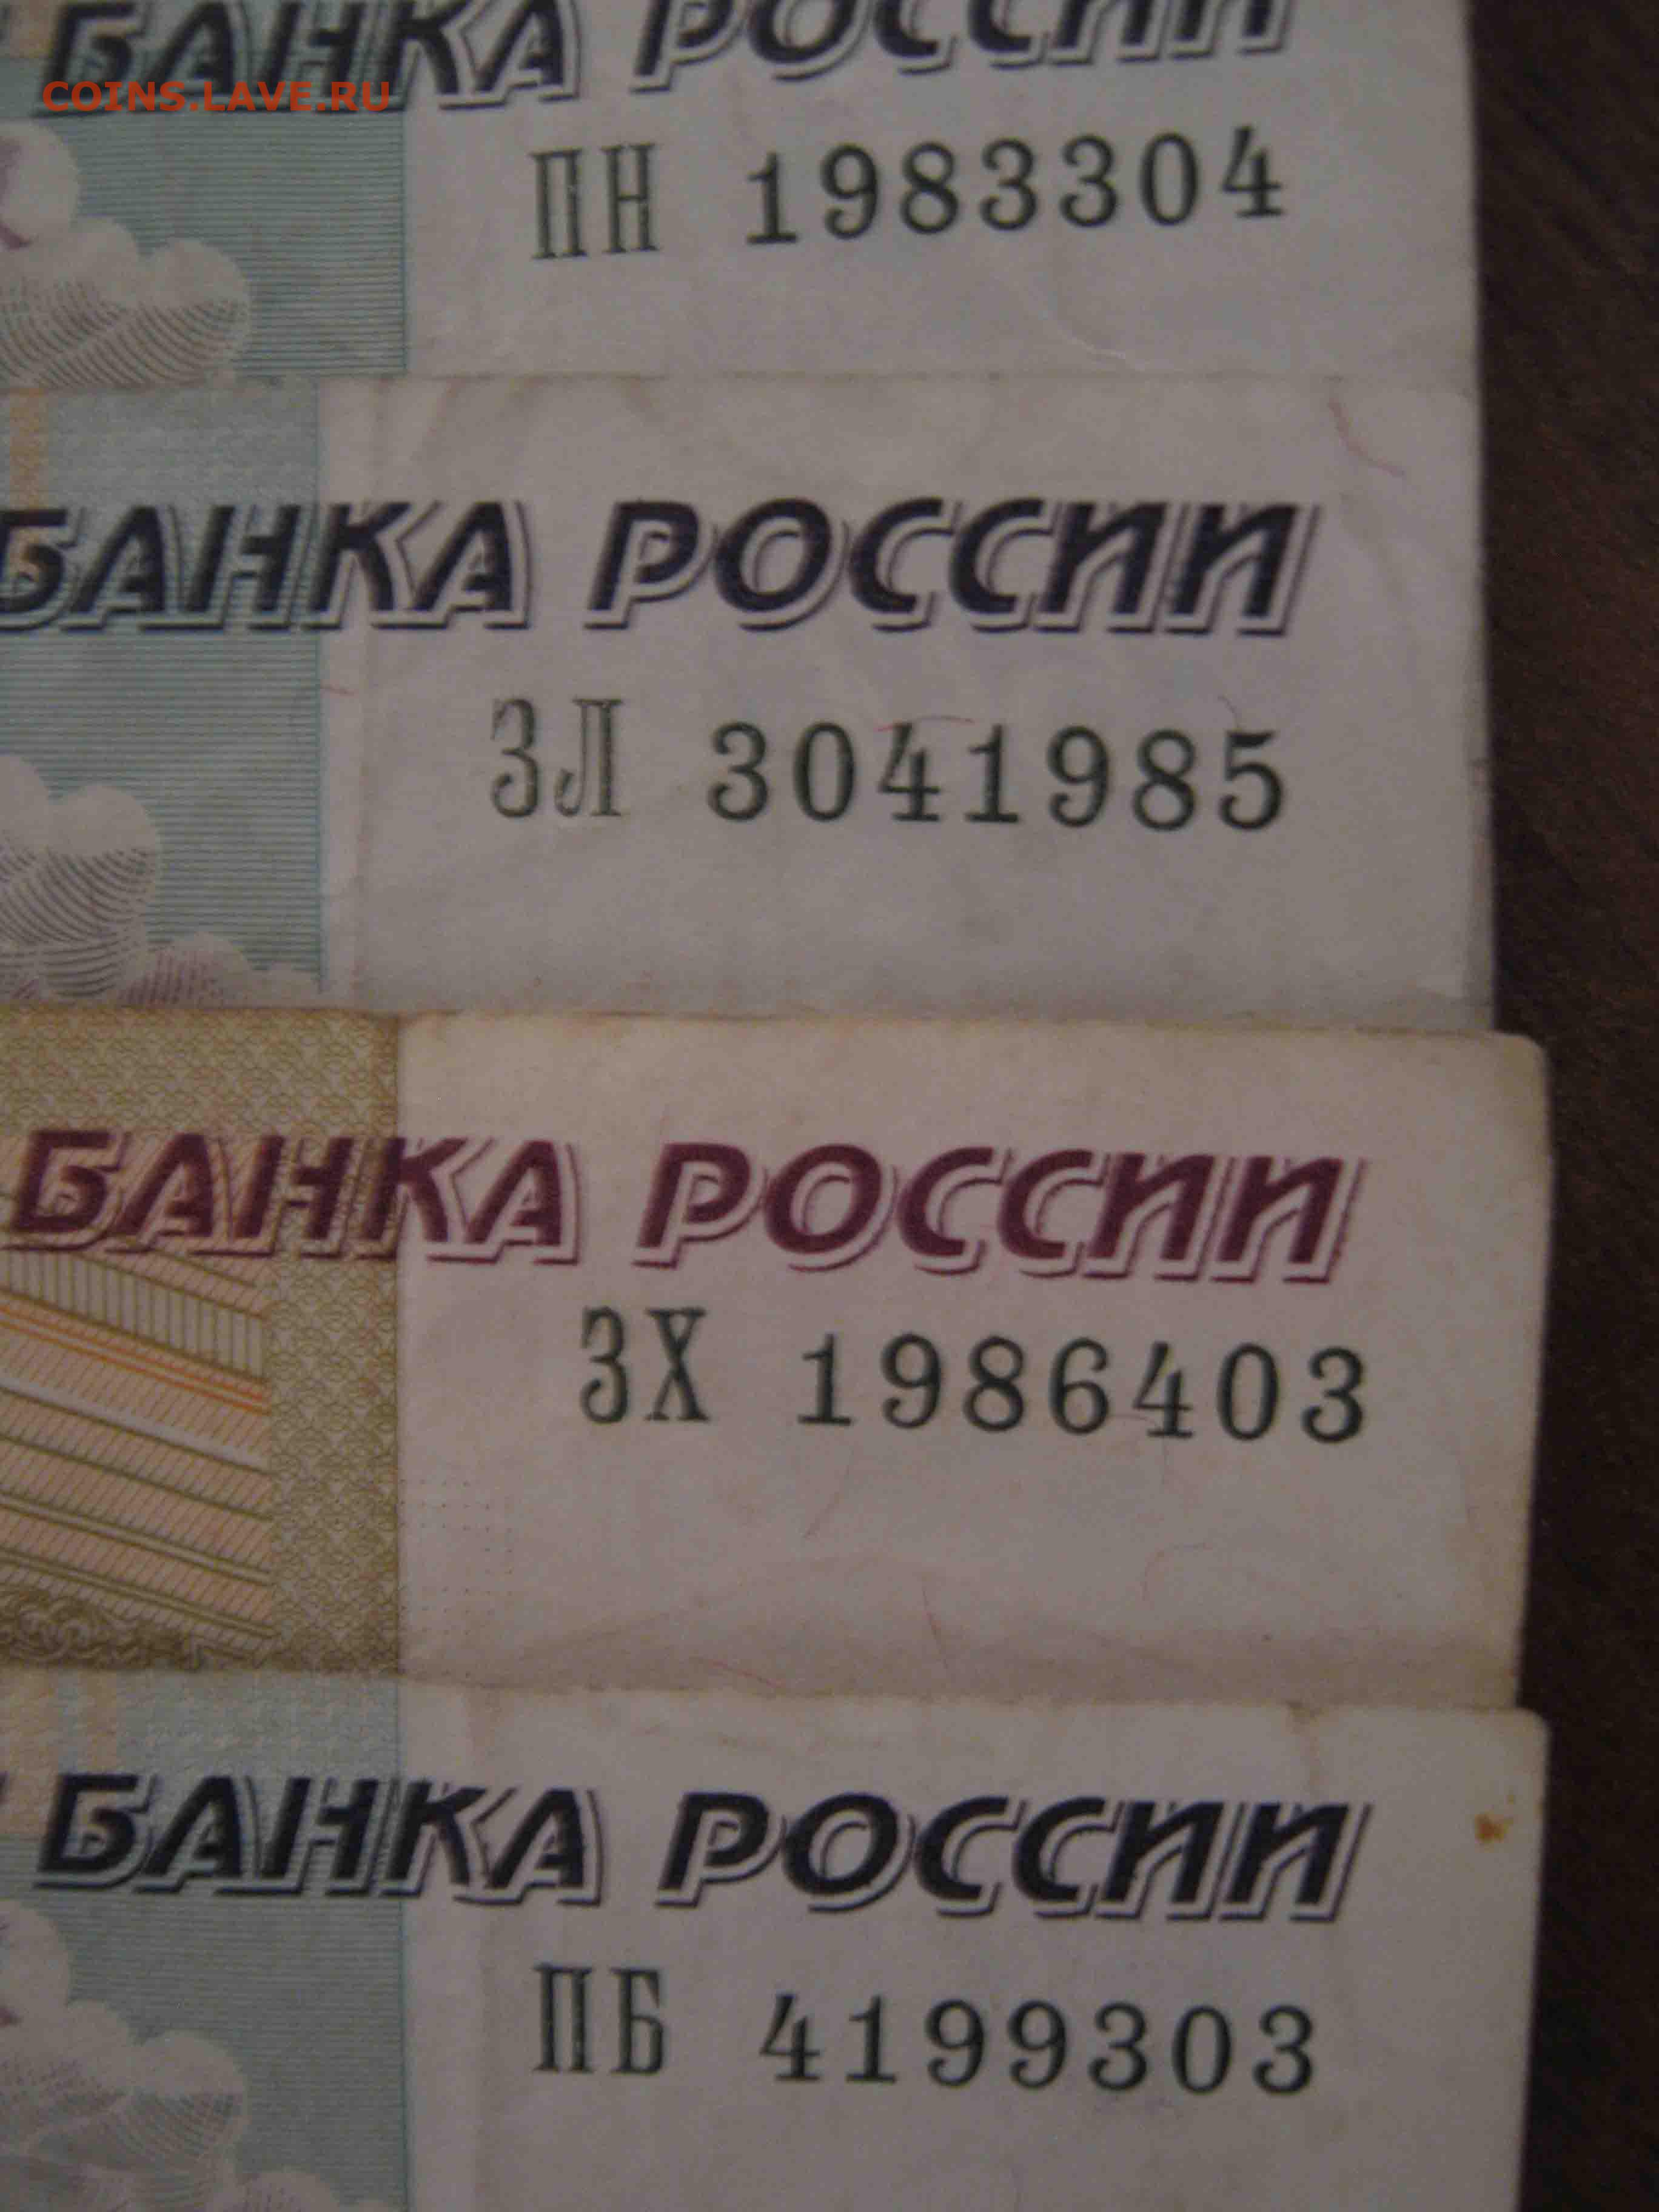 БАНКА РОССИИ
COINS.LAVE.RU
ПН 1983304
БАНКА РОССИИ
ЗЛ 3041985
БАНКА РОССИИ
ЗХ 1986403
БАНКА РОССИИ
ПБ 4199303